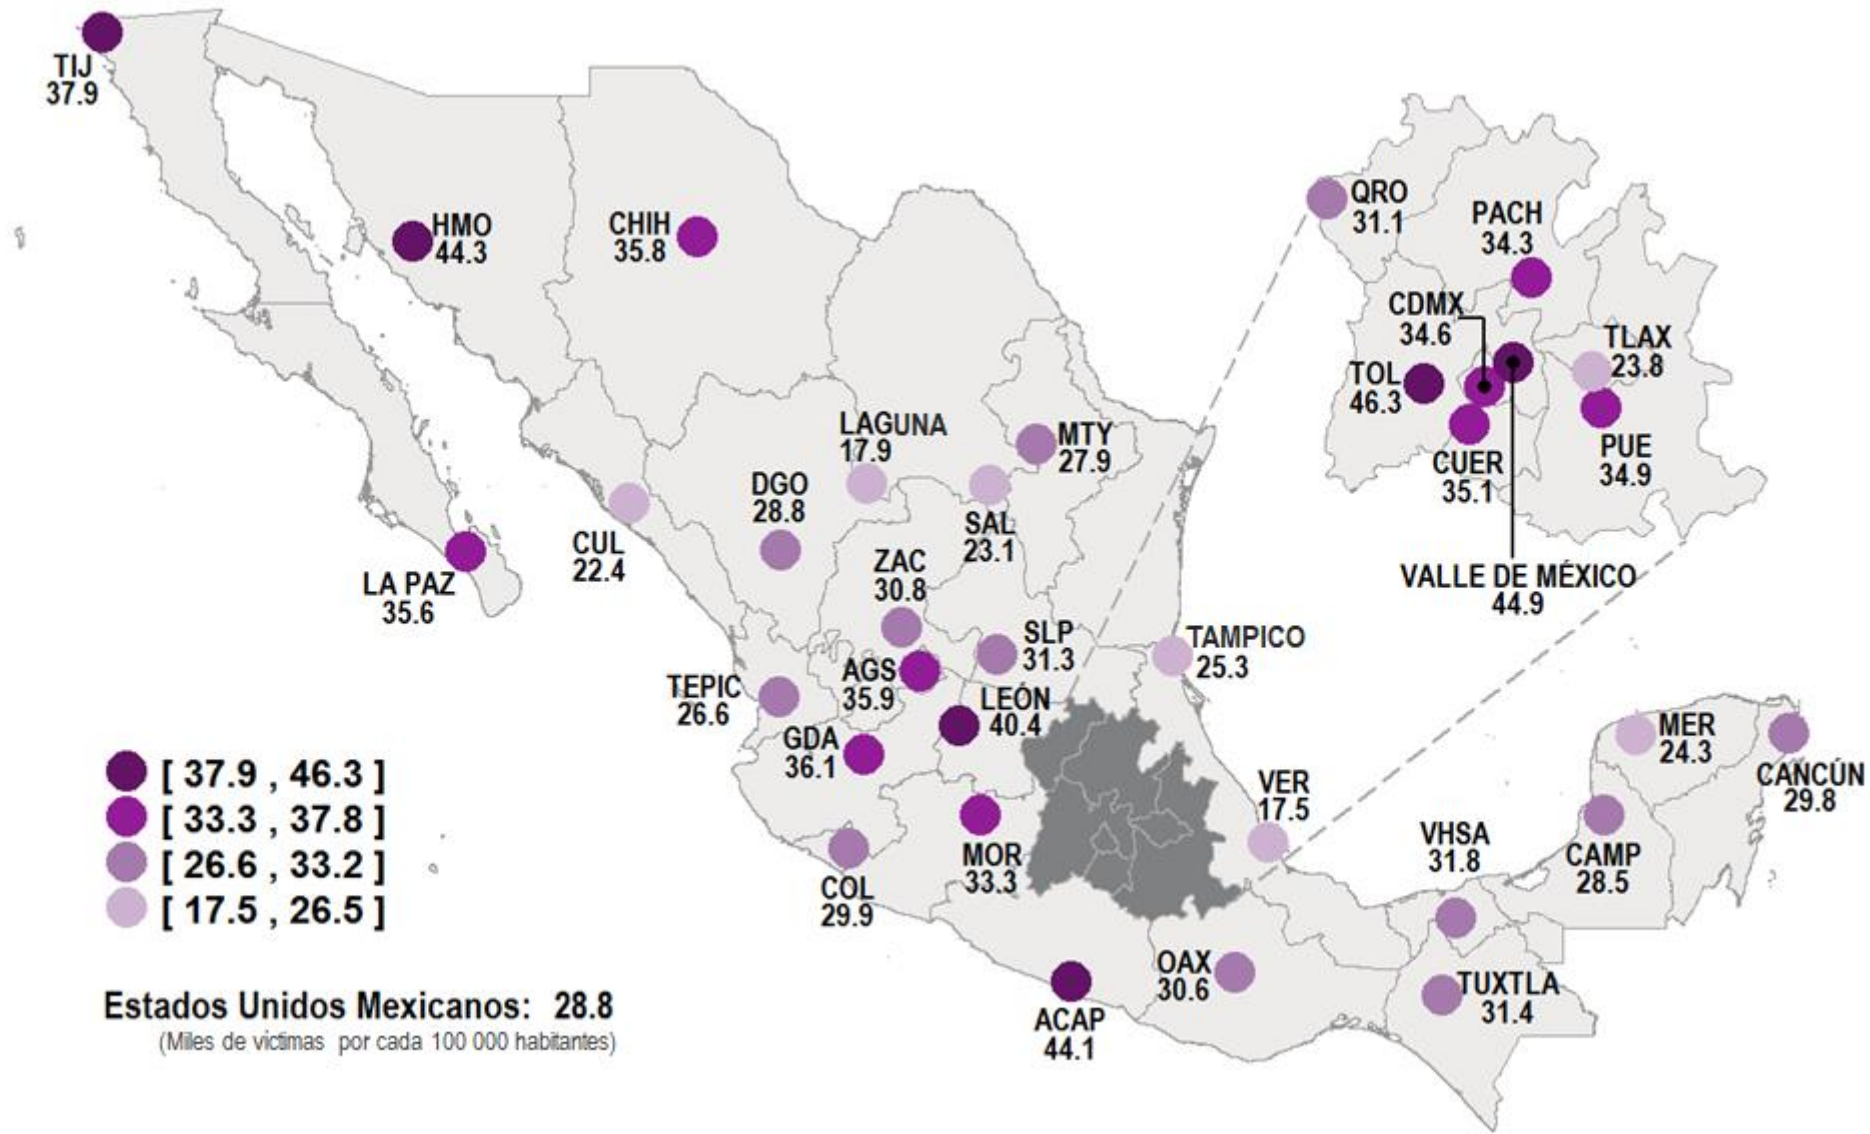 TIJ
37.9
HMO
44.3
CHIH
35.8
QRO
31.1
PACH
34.3
CDMX
34.6
TLAX
23.8
TOL
46.3
CUER
35.1
PUE
34.9
VALLE DE MÉXICO
44.9
LAGUNA
17.9
MTY
27.9
DGO
28.8
SAL
23.1
CUL
22.4
LA PAZ
35.6
ZAC
30.8
SLP
31.3
TAMPICO
25.3
AGS
35.9
TEPIC
26.6
LEÓN
40.4
GDA
36.1
MER
24.3
CANCÚN
29.8
VER
17.5
VHSA
31.8
CAMP
28.5
MOR
33.3
COL
29.9
OAX
30.6
TUXTLA
31.4
ACAP
44.1
[ 37.9 , 46.3 ]
[ 33.3 , 37.8 ]
[ 26.6 , 33.2 ]
[ 17.5 , 26.5 ]
Estados Unidos Mexicanos: 28.8
(Miles de víctimas por cada 100 000 habitantes)